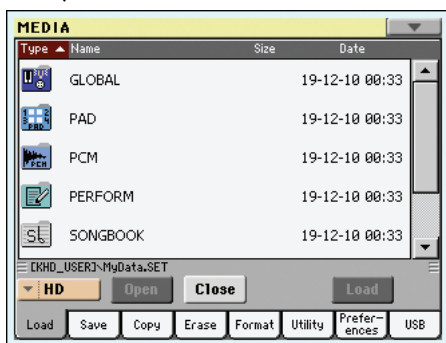 MEDIA
Type Name Size Date
GLOBAL 19-12-10 00:33
PAD 19-12-10 00:33
PCM 19-12-10 00:33
PERFORM 19-12-10 00:33
SONGBOOK 19-12-10 00:33
[KHD_USER]\MyData.SET
HD Open Close Load
Load Save Copy Erase Format Utility Prefer-ences USB